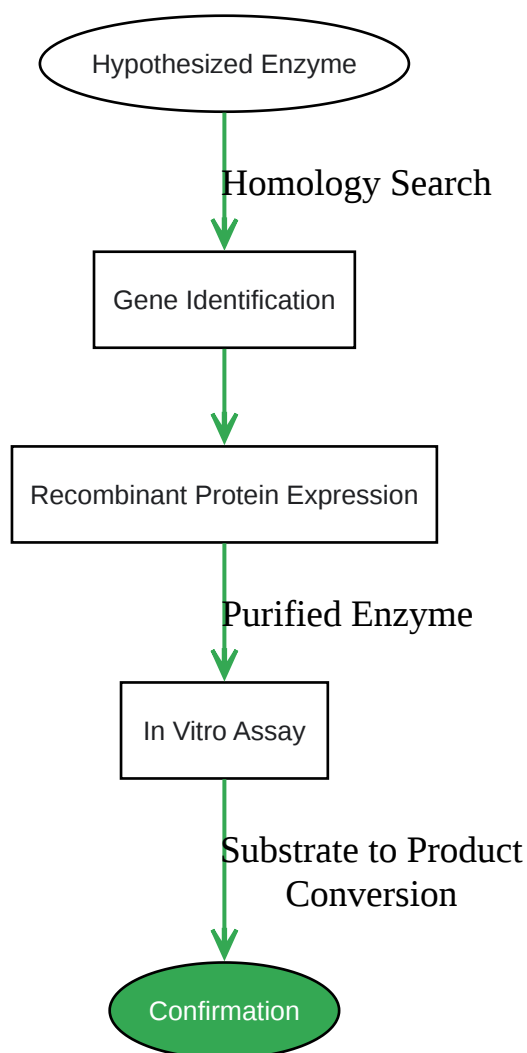 Hypothesized Enzyme
Homology Search
Gene Identification
Recombinant Protein Expression
Purified Enzyme
In Vitro Assay
Substrate to Product
Conversion
Confirmation